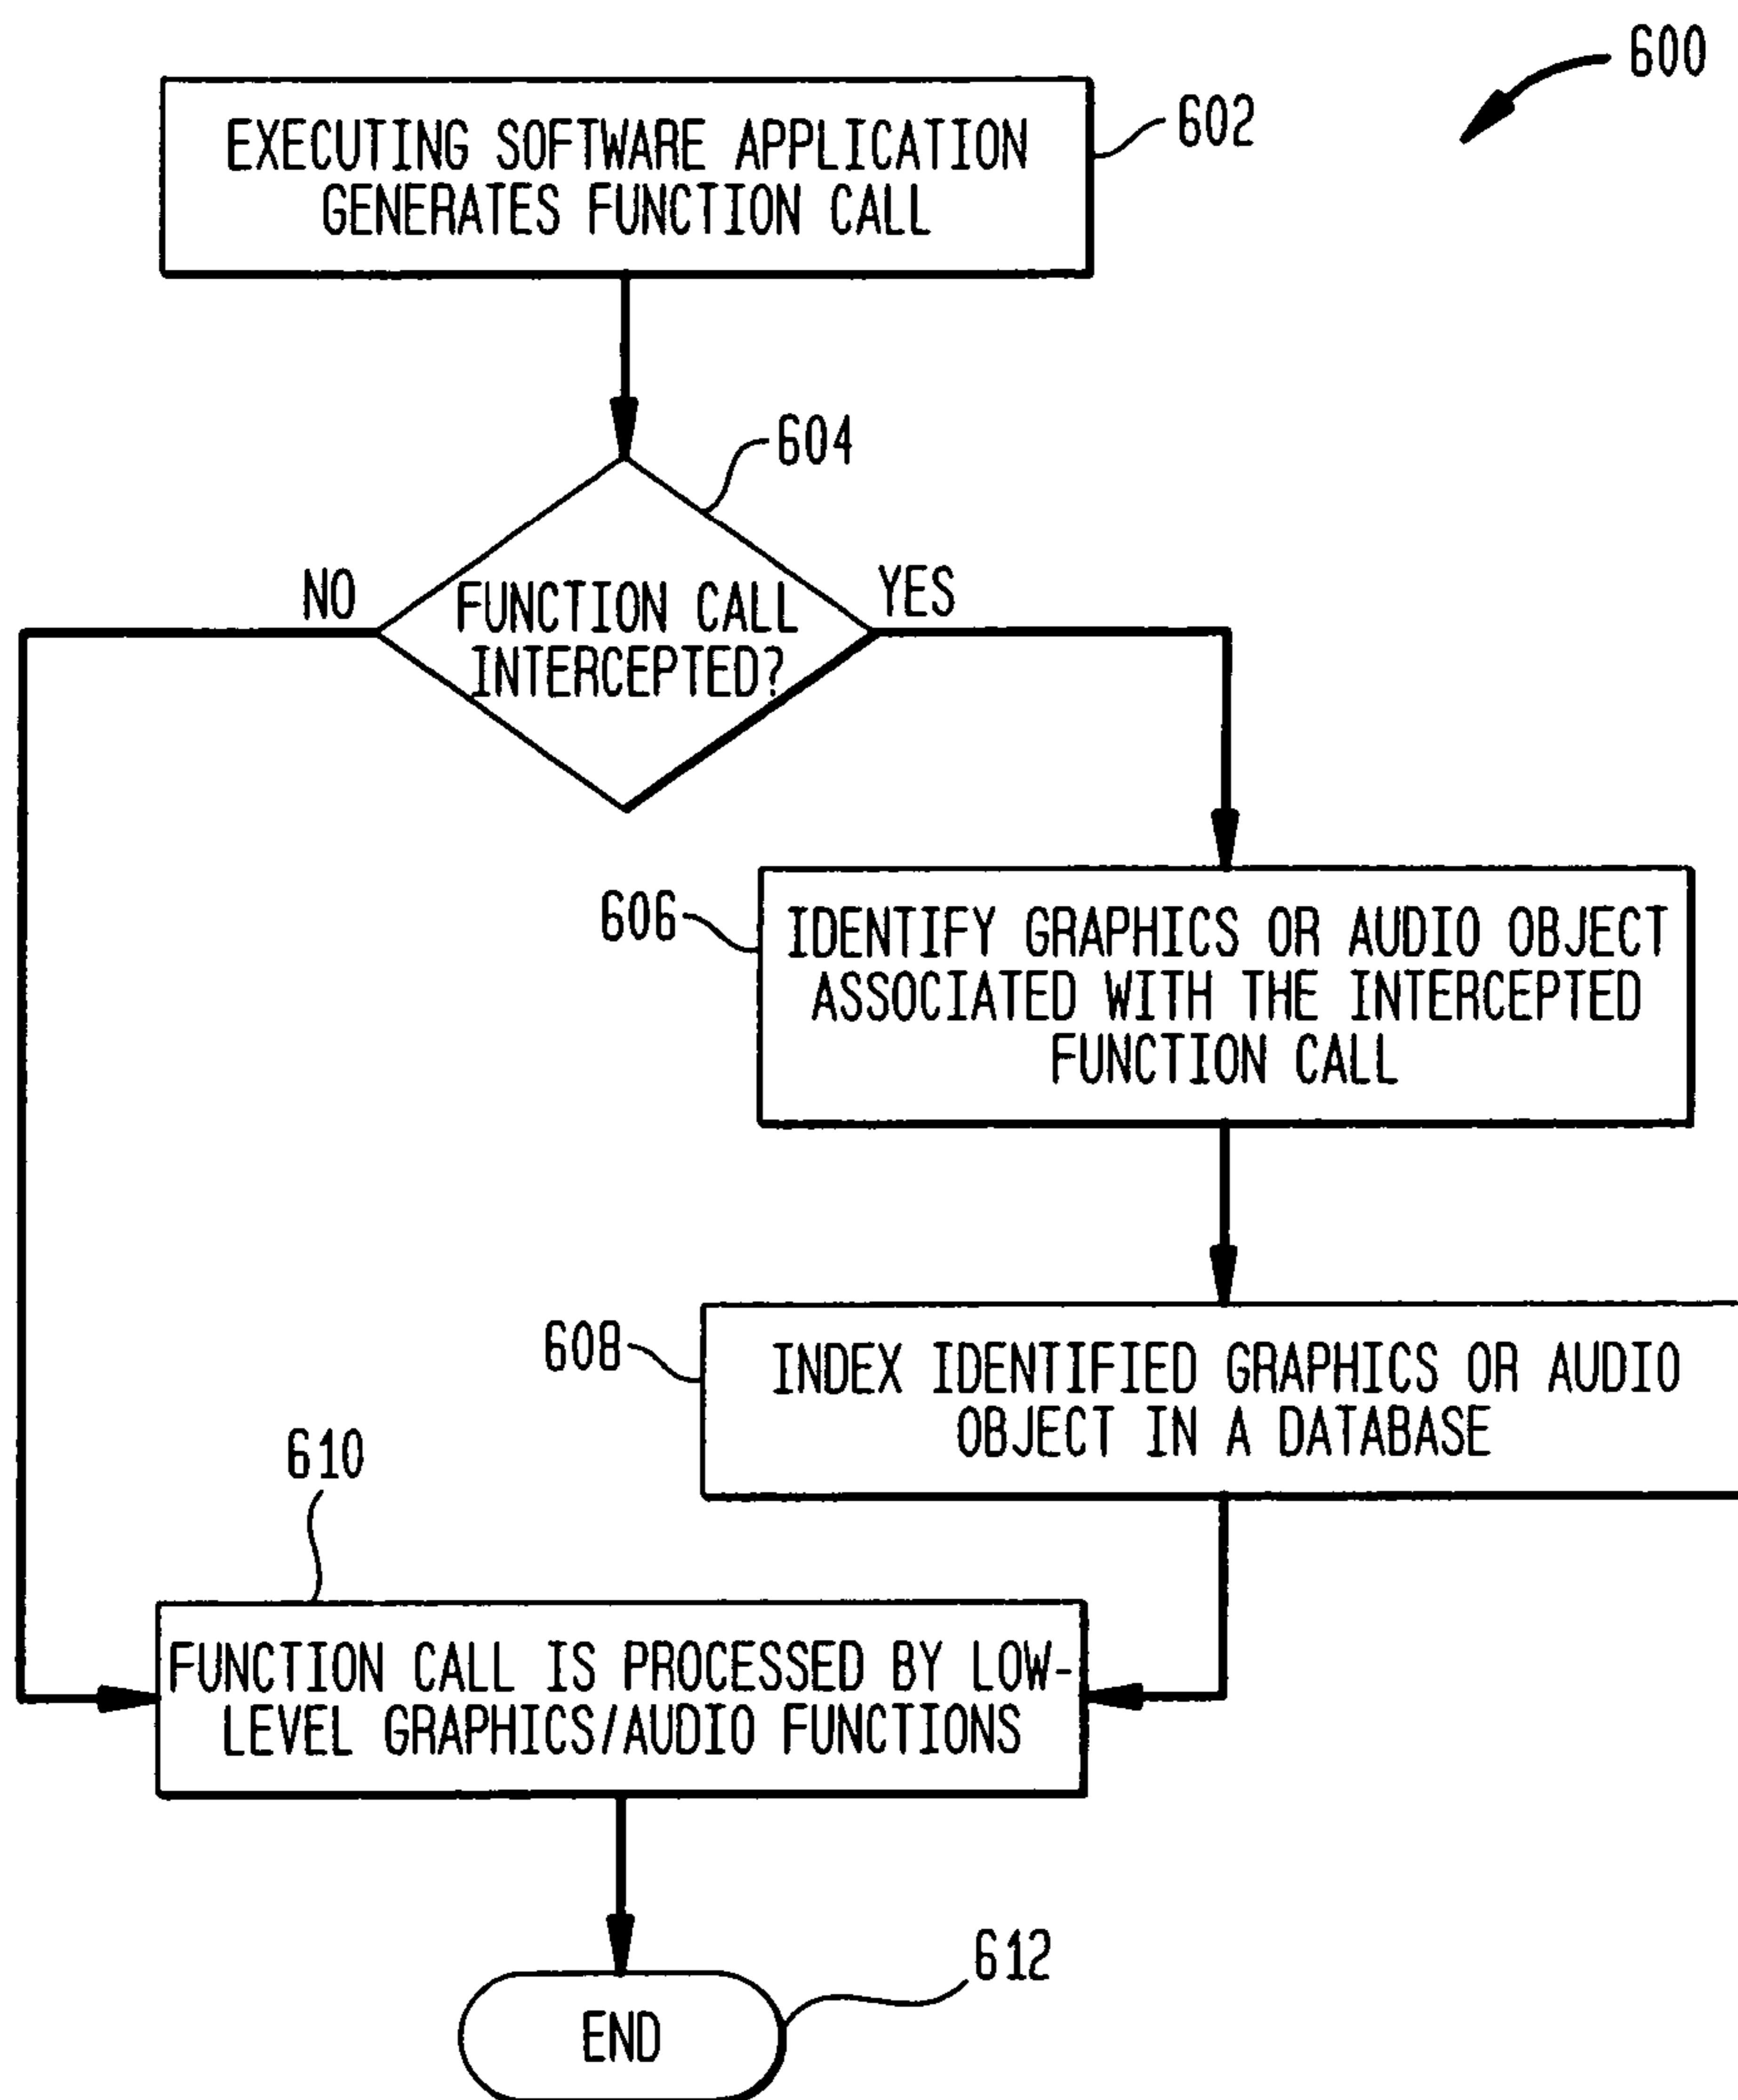 600
EXECUTING SOFTWARE APPLICATION
GENERATES FUNCTION CALL
602
604
NO
FUNCTION CALL
INTERCEPTED?
YES
606
IDENTIFY GRAPHICS OR AUDIO OBJECT
ASSOCIATED WITH THE INTERCEPTED
FUNCTION CALL
608
INDEX IDENTIFIED GRAPHICS OR AUDIO
OBJECT IN A DATABASE
610
FUNCTION CALL IS PROCESSED BY LOW-
LEVEL GRAPHICS/AUDIO FUNCTIONS
612
END